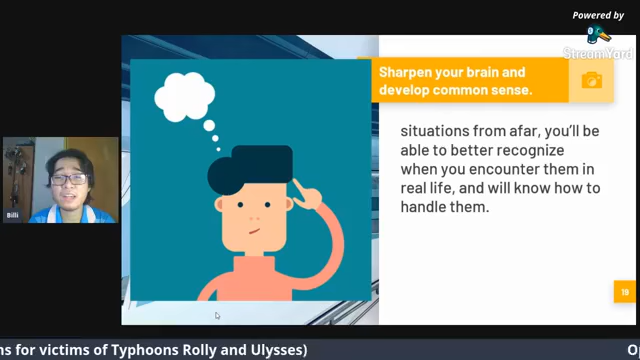 Powered by
StreamYard
Sharpen your brain and
develop common sense.
situations from afar, you'll be
able to better recognize
when you encounter them in
real life, and will know how to
handle them.
Billi
19
ns for victims of Typhoons Rolly and Ulysses)
O